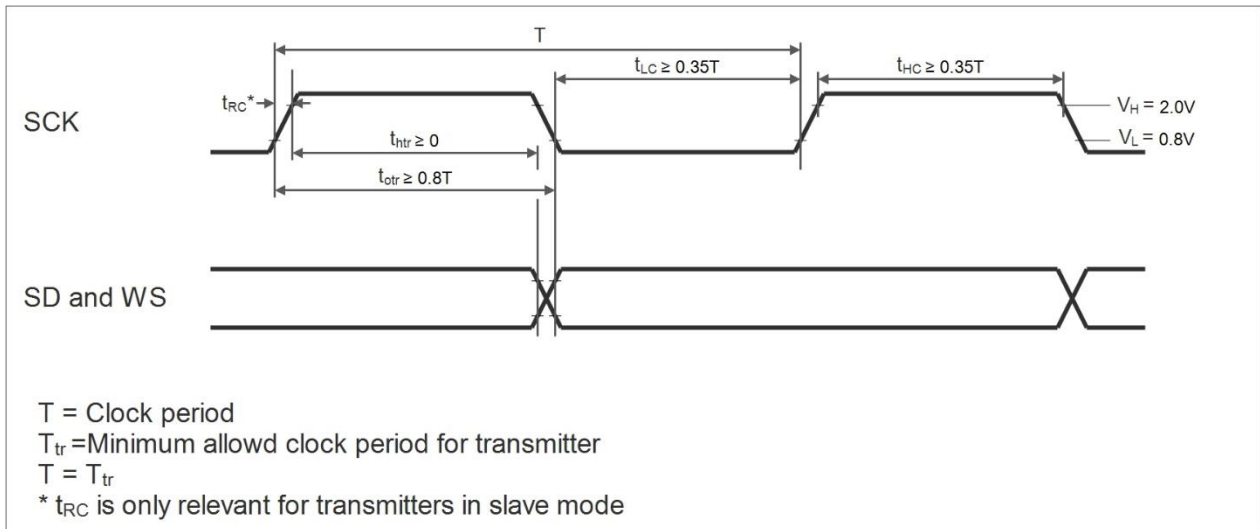 T
tLC ≥ 0.35T
tHC ≥ 0.35T
tRC*
VH = 2.0V
SCK
thtr ≥ 0
VL = 0.8V
totr ≥ 0.8T
SD and WS
T = Clock period
Ttr =Minimum allowd clock period for transmitter
T = Ttr
* tRC is only relevant for transmitters in slave mode